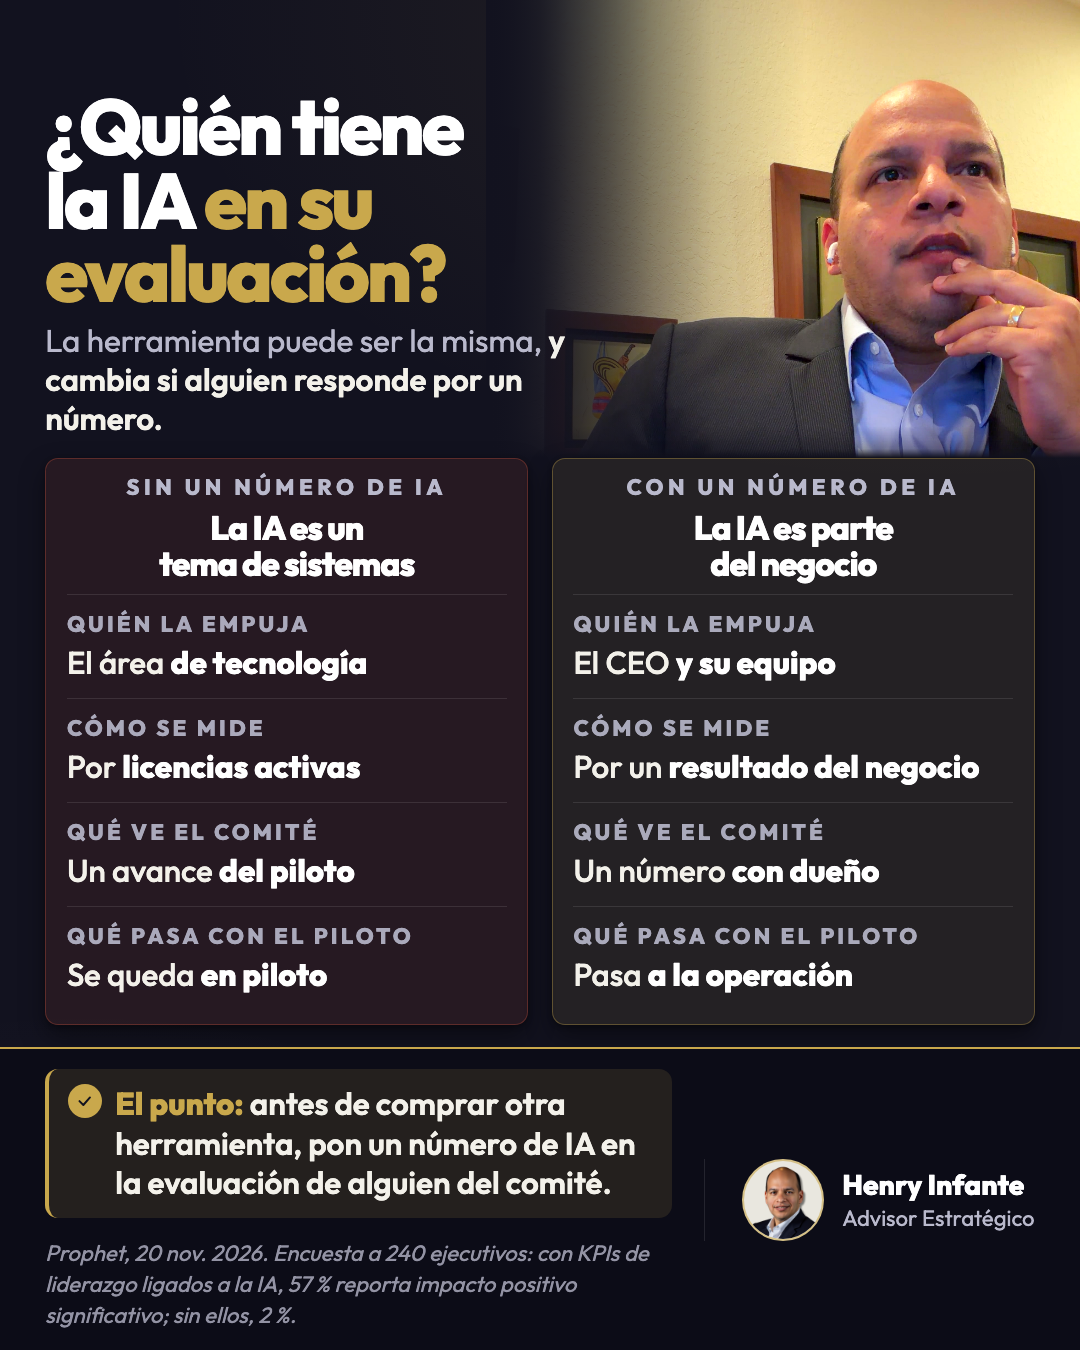 ¿Quién tiene
la IA en su
evaluación?
La herramienta puede ser la misma, y
cambia si alguien responde por un
número.
SIN UN NÚMERO DE IA
La IA es un
tema de sistemas
QUIÉN LA EMPUJA
El área de tecnología
CÓMO SE MIDE
Por licencias activas
QUÉ VE EL COMITÉ
Un avance del piloto
QUÉ PASA CON EL PILOTO
Se queda en piloto
CON UN NÚMERO DE IA
La IA es parte
del negocio
QUIÉN LA EMPUJA
El CEO y su equipo
CÓMO SE MIDE
Por un resultado del negocio
QUÉ VE EL COMITÉ
Un número con dueño
QUÉ PASA CON EL PILOTO
Pasa a la operación
El punto: antes de comprar otra
herramienta, pon un número de IA en
la evaluación de alguien del comité.
Prophet, 20 nov. 2026. Encuesta a 240 ejecutivos: con KPIs de
liderazgo ligados a la IA, 57 % reporta impacto positivo
significativo; sin ellos, 2 %.
Henry Infante
Advisor Estratégico